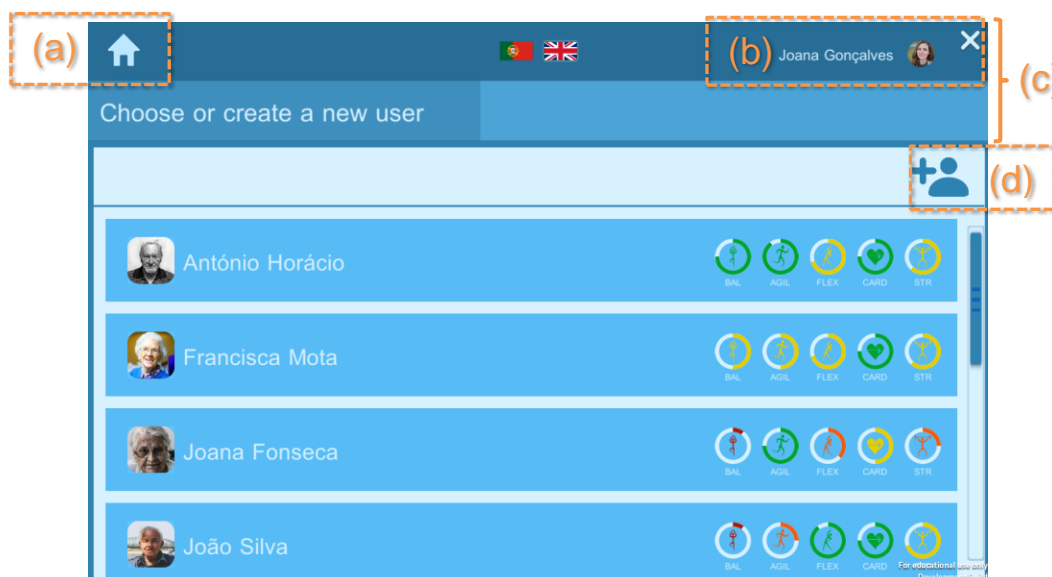 (a)
(b) Joana Gonçalves
(c)
Choose or create a new user
(d)
António Horácio
BAL AGIL FLEX CARD STR
Francisca Mota
BAL AGIL FLEX CARD STR
Joana Fonseca
BAL AGIL FLEX CARD STR
João Silva
BAL AGIL FLEX CARD
For educational use only